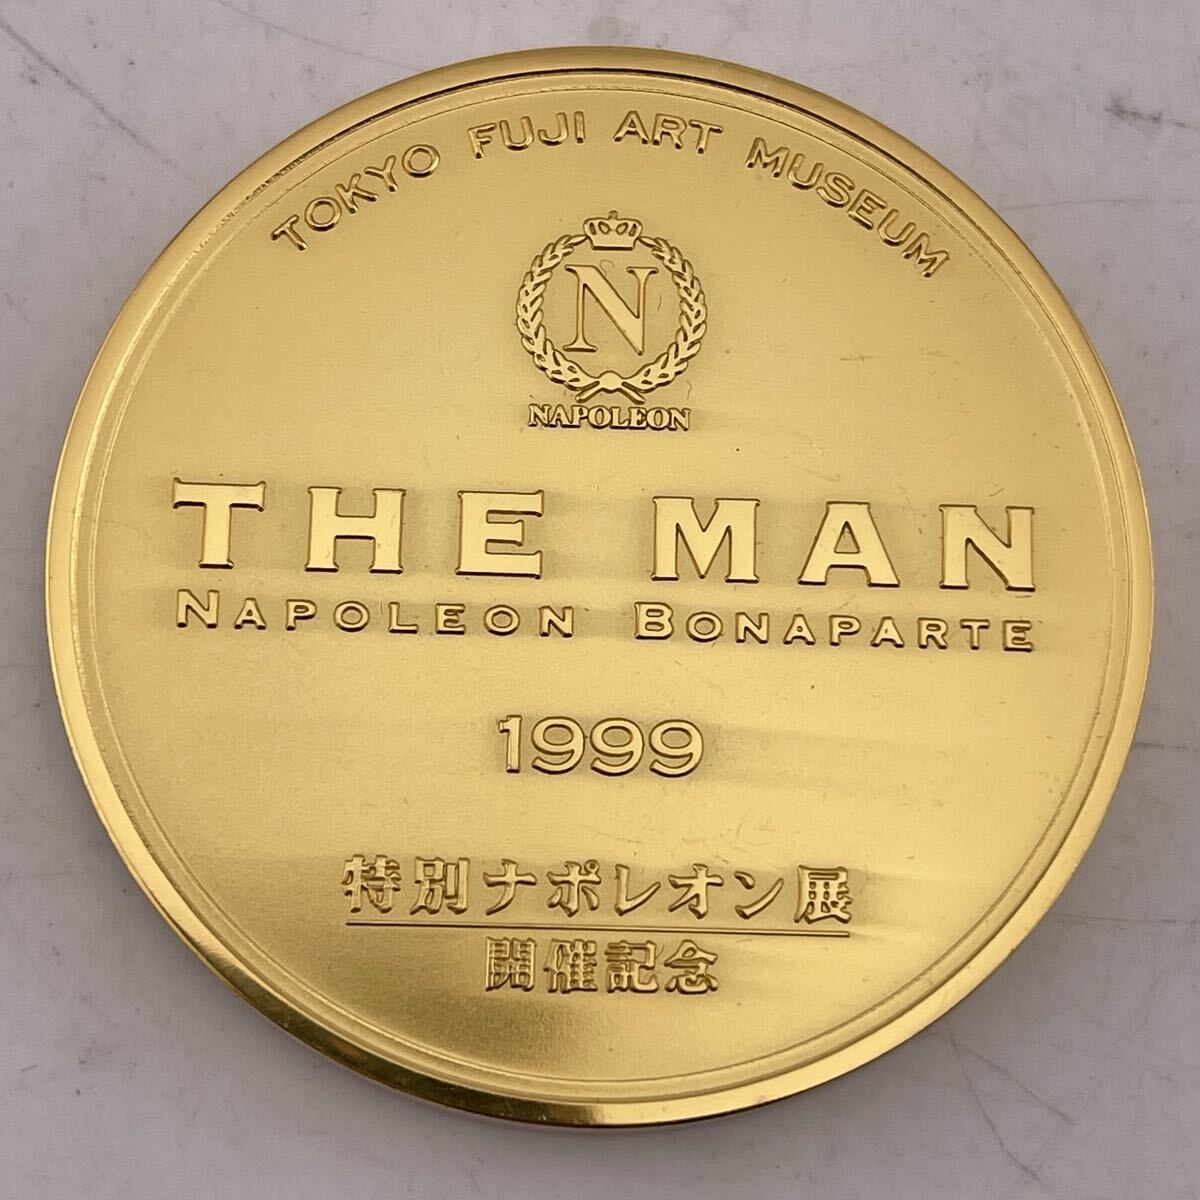 TOKYO FUJI ART MUSEUM
N
NAPOLEON
THE MAN
NAPOLEON BONAPARTE
1999
特別ナポレオン展
開催記念